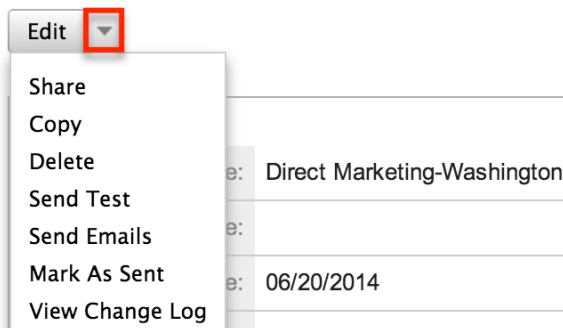 Edit
Share
Copy
Delete
e: Direct Marketing-Washington
Send Test
Send Emails
e:
Mark As Sent
e: 06/20/2014
View Change Log